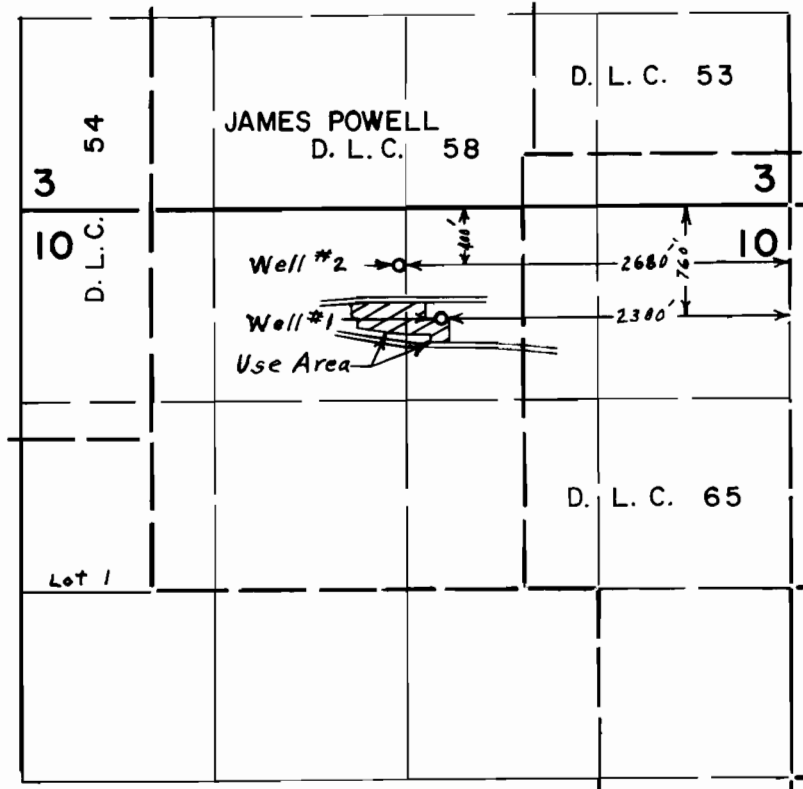 D. L. C. 53
JAMES POWELL
D. L. C. 58
D. L. C. 54
3
3
10
10
400'
Well #2
2680'
760'
Well #1
2380'
Use Area
D. L. C. 65
Lot 1